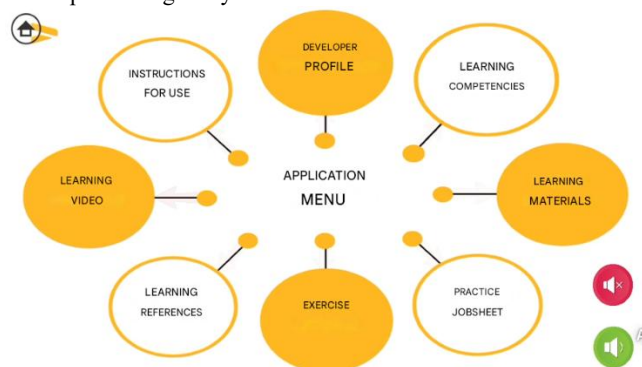 DEVELOPER
PROFILE
INSTRUCTIONS
FOR USE
LEARNING
COMPETENCIES
LEARNING
VIDEO
APPLICATION
MENU
LEARNING
MATERIALS
LEARNING
REFERENCES
EXERCISE
PRACTICE
JOBSHEET